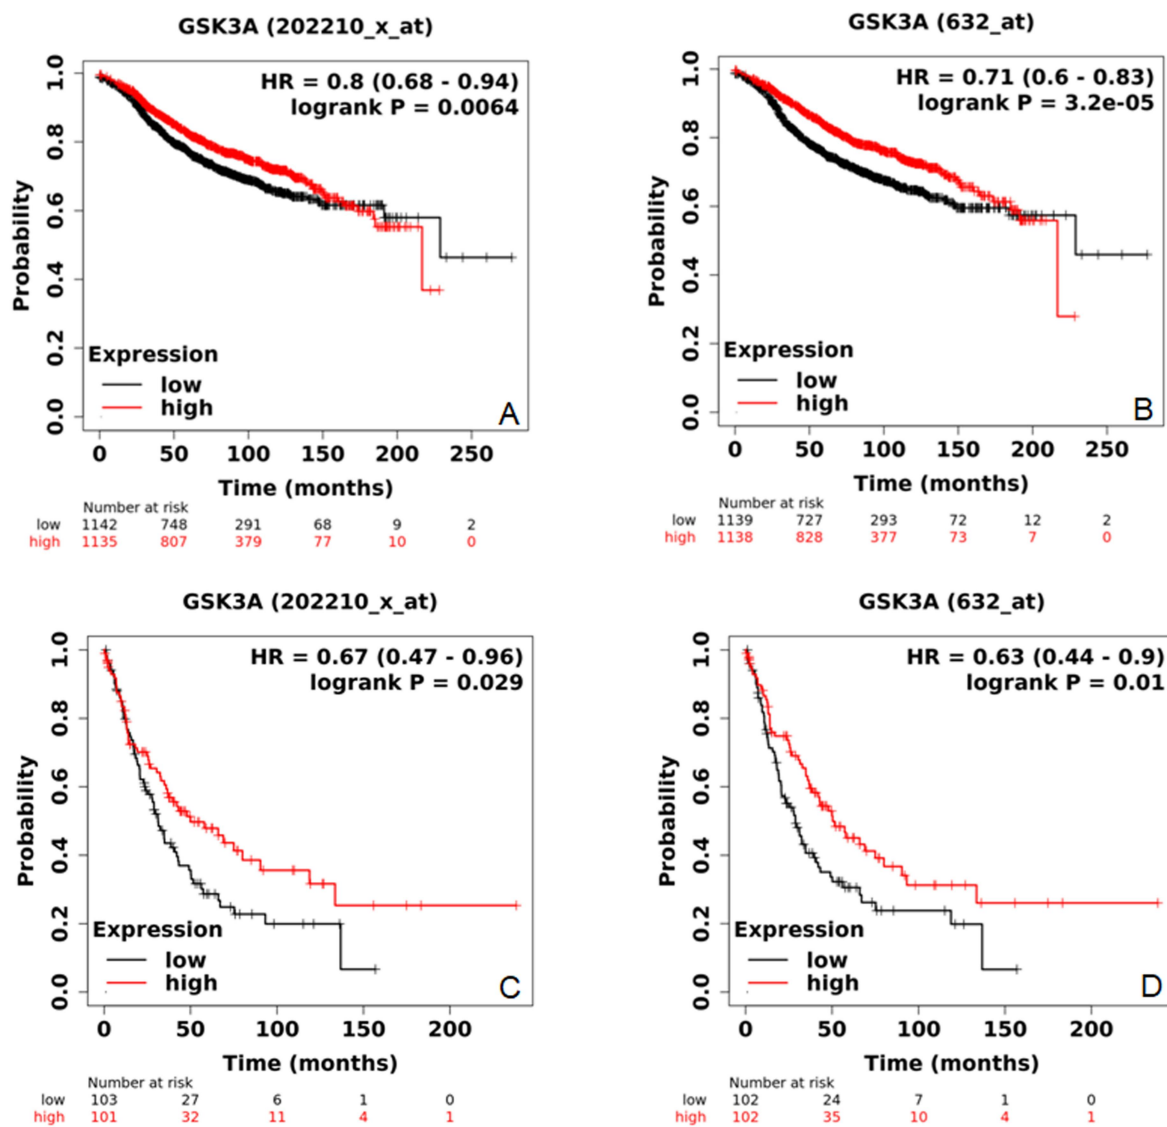 GSK3A (202210_x_at)
HR = 0.8 (0.68 - 0.94)
logrank P = 0.0064
Probability
1.0
0.8
0.6
0.4
0.2
0.0
Expression
low
high
A
0 50 100 150 200 250
Time (months)
Number at risk
low 1142 748 291 68 9 2
high 1135 807 379 77 10 0
GSK3A (632_at)
HR = 0.71 (0.6 - 0.83)
logrank P = 3.2e-05
Probability
1.0
0.8
0.6
0.4
0.2
0.0
Expression
low
high
B
0 50 100 150 200 250
Time (months)
Number at risk
low 1139 727 293 72 12 2
high 1138 828 377 73 7 0
GSK3A (202210_x_at)
HR = 0.67 (0.47 - 0.96)
logrank P = 0.029
Probability
1.0
0.8
0.6
0.4
0.2
0.0
Expression
low
high
C
0 50 100 150 200
Time (months)
Number at risk
low 103 27 6 1 0
high 101 32 11 4 1
GSK3A (632_at)
HR = 0.63 (0.44 - 0.9)
logrank P = 0.01
Probability
1.0
0.8
0.6
0.4
0.2
0.0
Expression
low
high
D
0 50 100 150 200
Time (months)
Number at risk
low 102 24 7 1 0
high 102 35 10 4 1